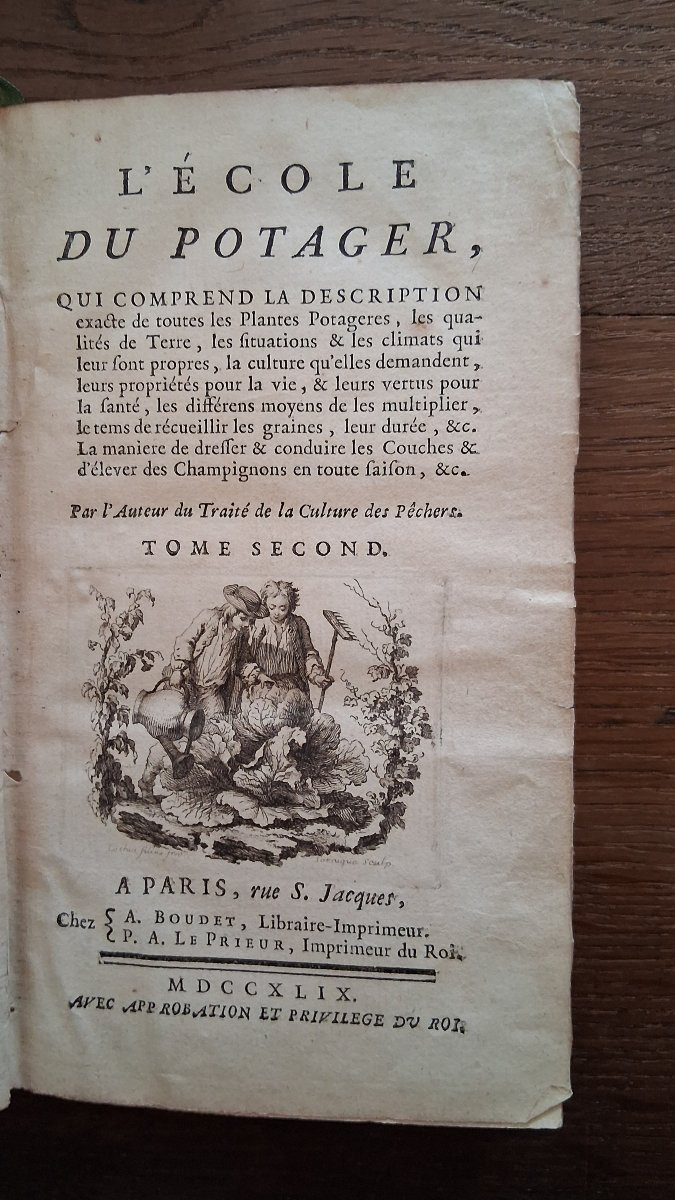 L'ÉCOLE
DU POTAGER,
QUI COMPREND LA DESCRIPTION
exacte de toutes les Plantes Potageres, les qua-
lités de Terre, les ſituations & les climats qui
leur ſont propres, la culture qu'elles demandent,
leurs propriétés pour la vie, & leurs vertus pour
la ſanté, les différens moyens de les multiplier,
le tems de récueillir les graines, leur durée, &c.
La maniere de dreſſer & conduire les Couches &
d'élever des Champignons en toute ſaiſon, &c.
Par l'Auteur du Traité de la Culture des Pêchers.
TOME SECOND.
Sculp
A PARIS, rue S. Jacques,
Chez { A. BOUDET, Libraire-Imprimeur.
P. A. LE PRIEUR, Imprimeur du Roi.
MDCCXLIX.
AVEC APPROBATION ET PRIVILEGE DU ROI.